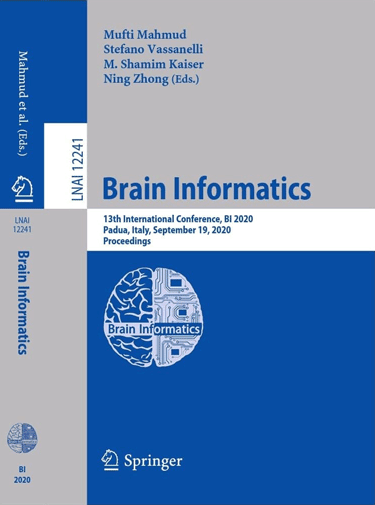 Mahmud et al. (Eds.)
LNAI
12241
Brain Informatics
BI
2020
LNAI 12241
Mufti Mahmud
Stefano Vassanelli
M. Shamim Kaiser
Ning Zhong (Eds.)
Brain Informatics
13th International Conference, BI 2020
Padua, Italy, September 19, 2020
Proceedings
Brain Informatics
Springer